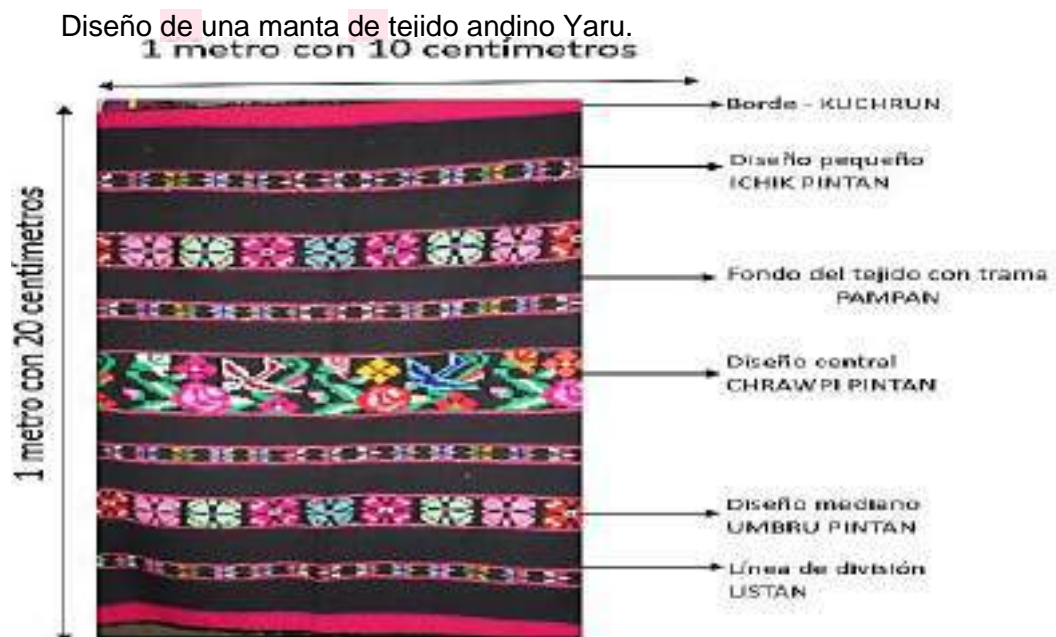 Diseño de una manta de tejido andino Yaru.
1 metro con 10 centímetros
1 metro con 20 centímetros
Borde - KUCHRUN
Diseño pequeño
ICHIK PINTAN
Fondo del tejido con trama
PAMPAN
Diseño central
CHRAWPI PINTAN
Diseño mediano
UMBRU PINTAN
Línea de división
LISTAN